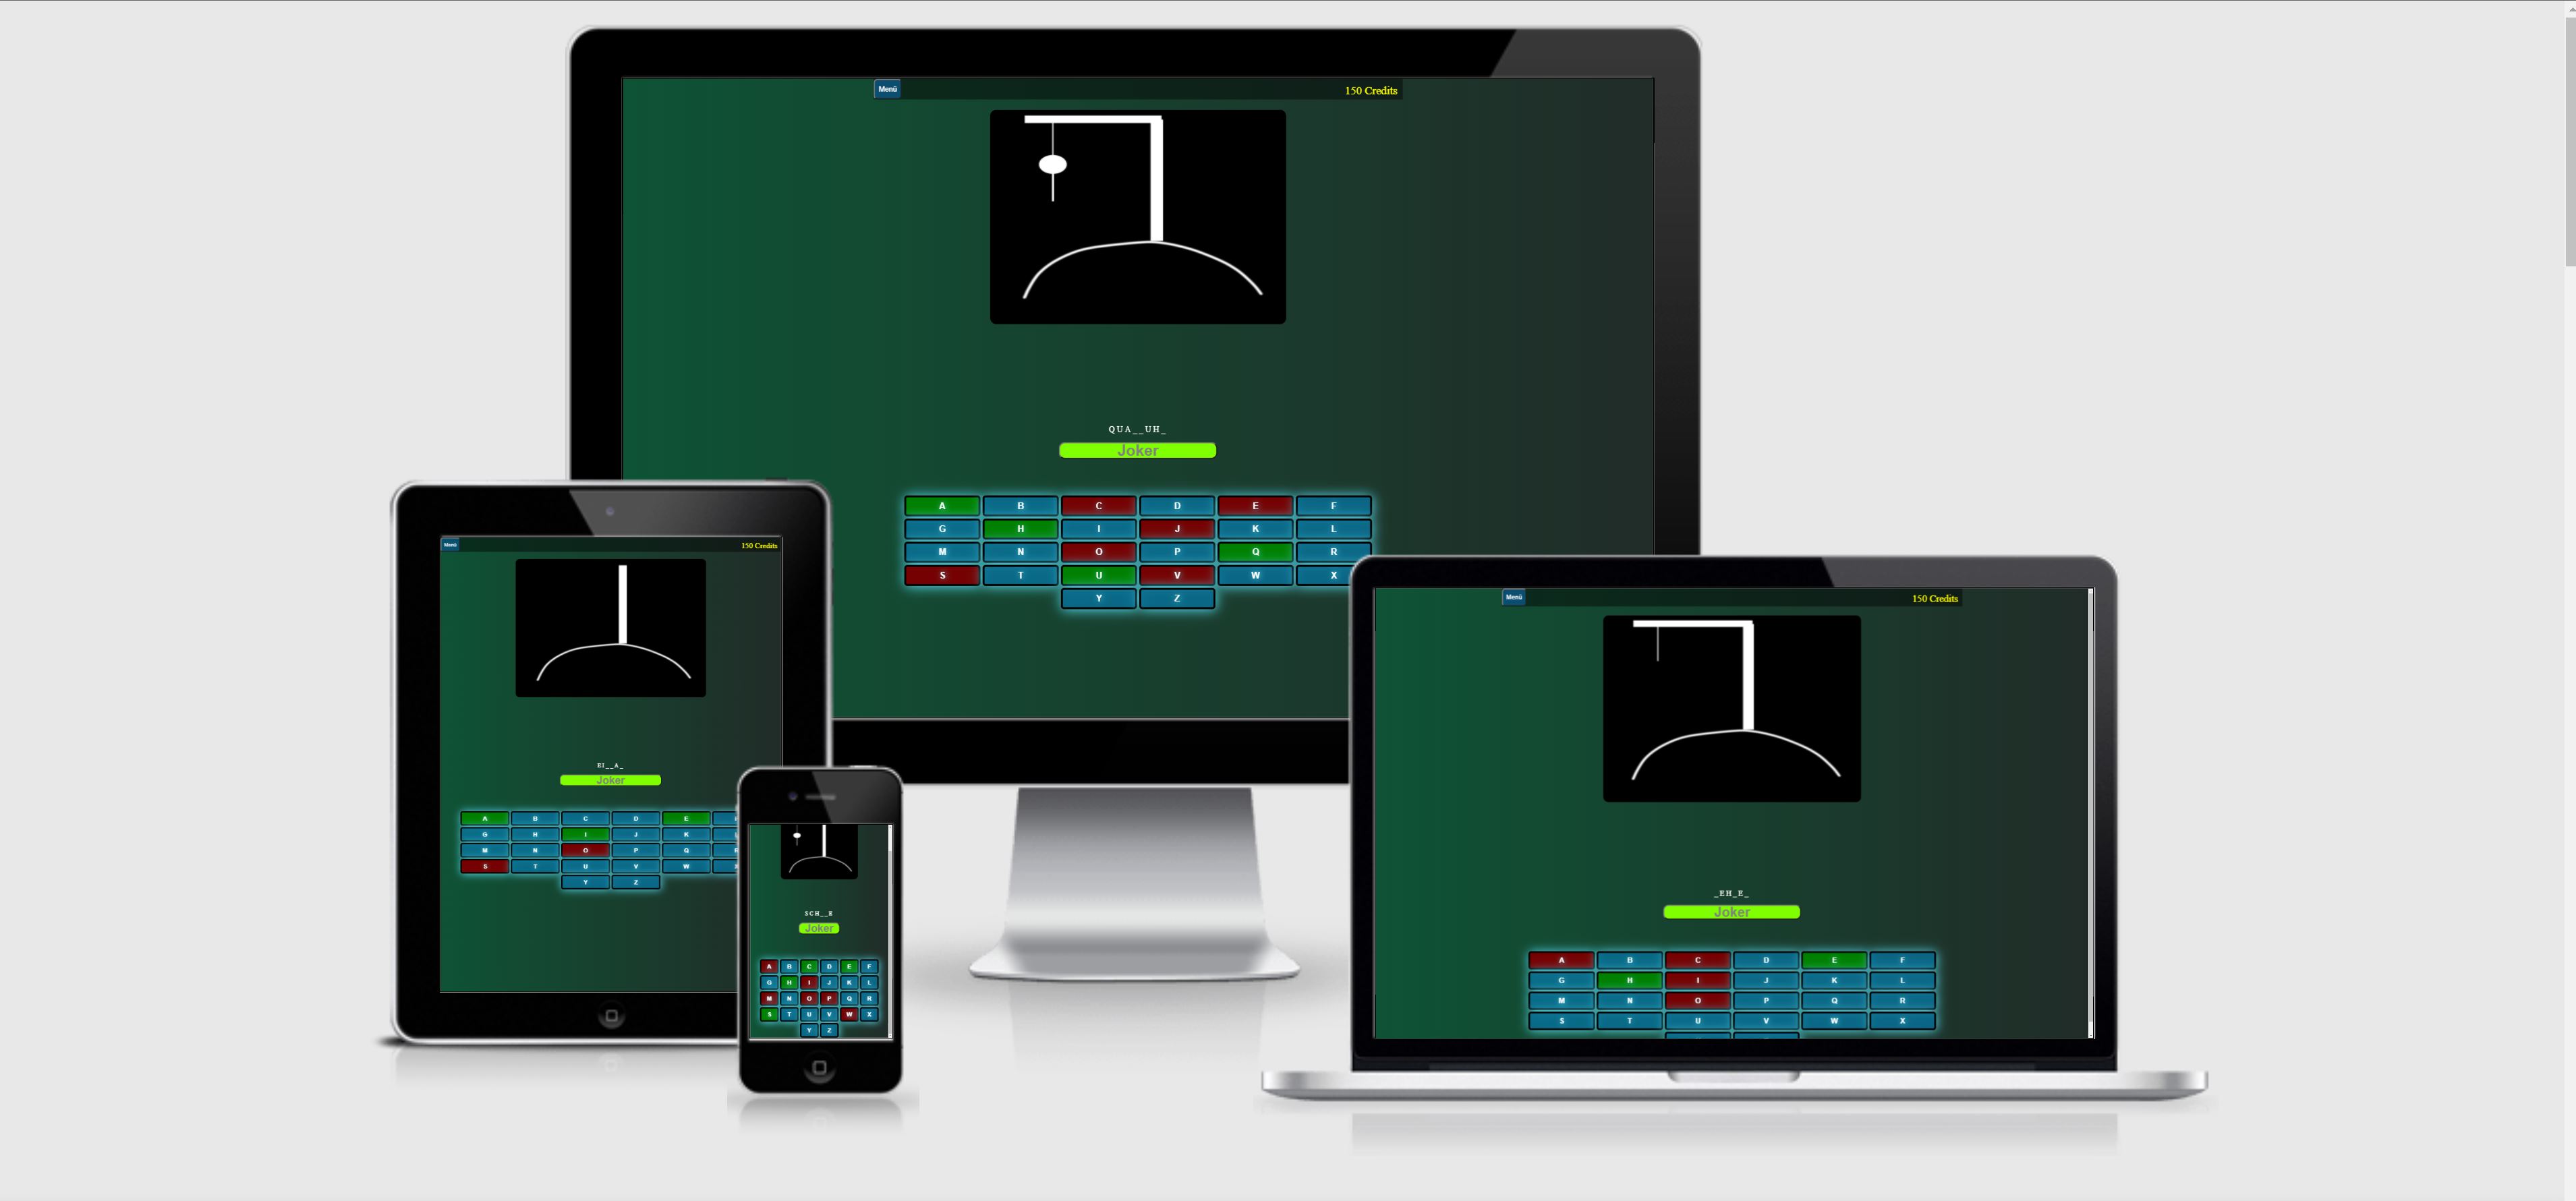 Menü 150 Credits
QUA__UH_
Joker
A B C D E F
G H I J K L
M N O P Q R
S T U V W X
Y Z
Menü 150 Credits
EI__A_
Joker
A B C D E
G H I J K
M N O P Q
S T U V W
Y Z
SCH__E
Joker
A B C D E F
G H I J K L
M N O P Q R
S T U V W X
Y Z
Menü 150 Credits
_EH_E_
Joker
A B C D E F
G H I J K L
M N O P Q R
S T U V W X